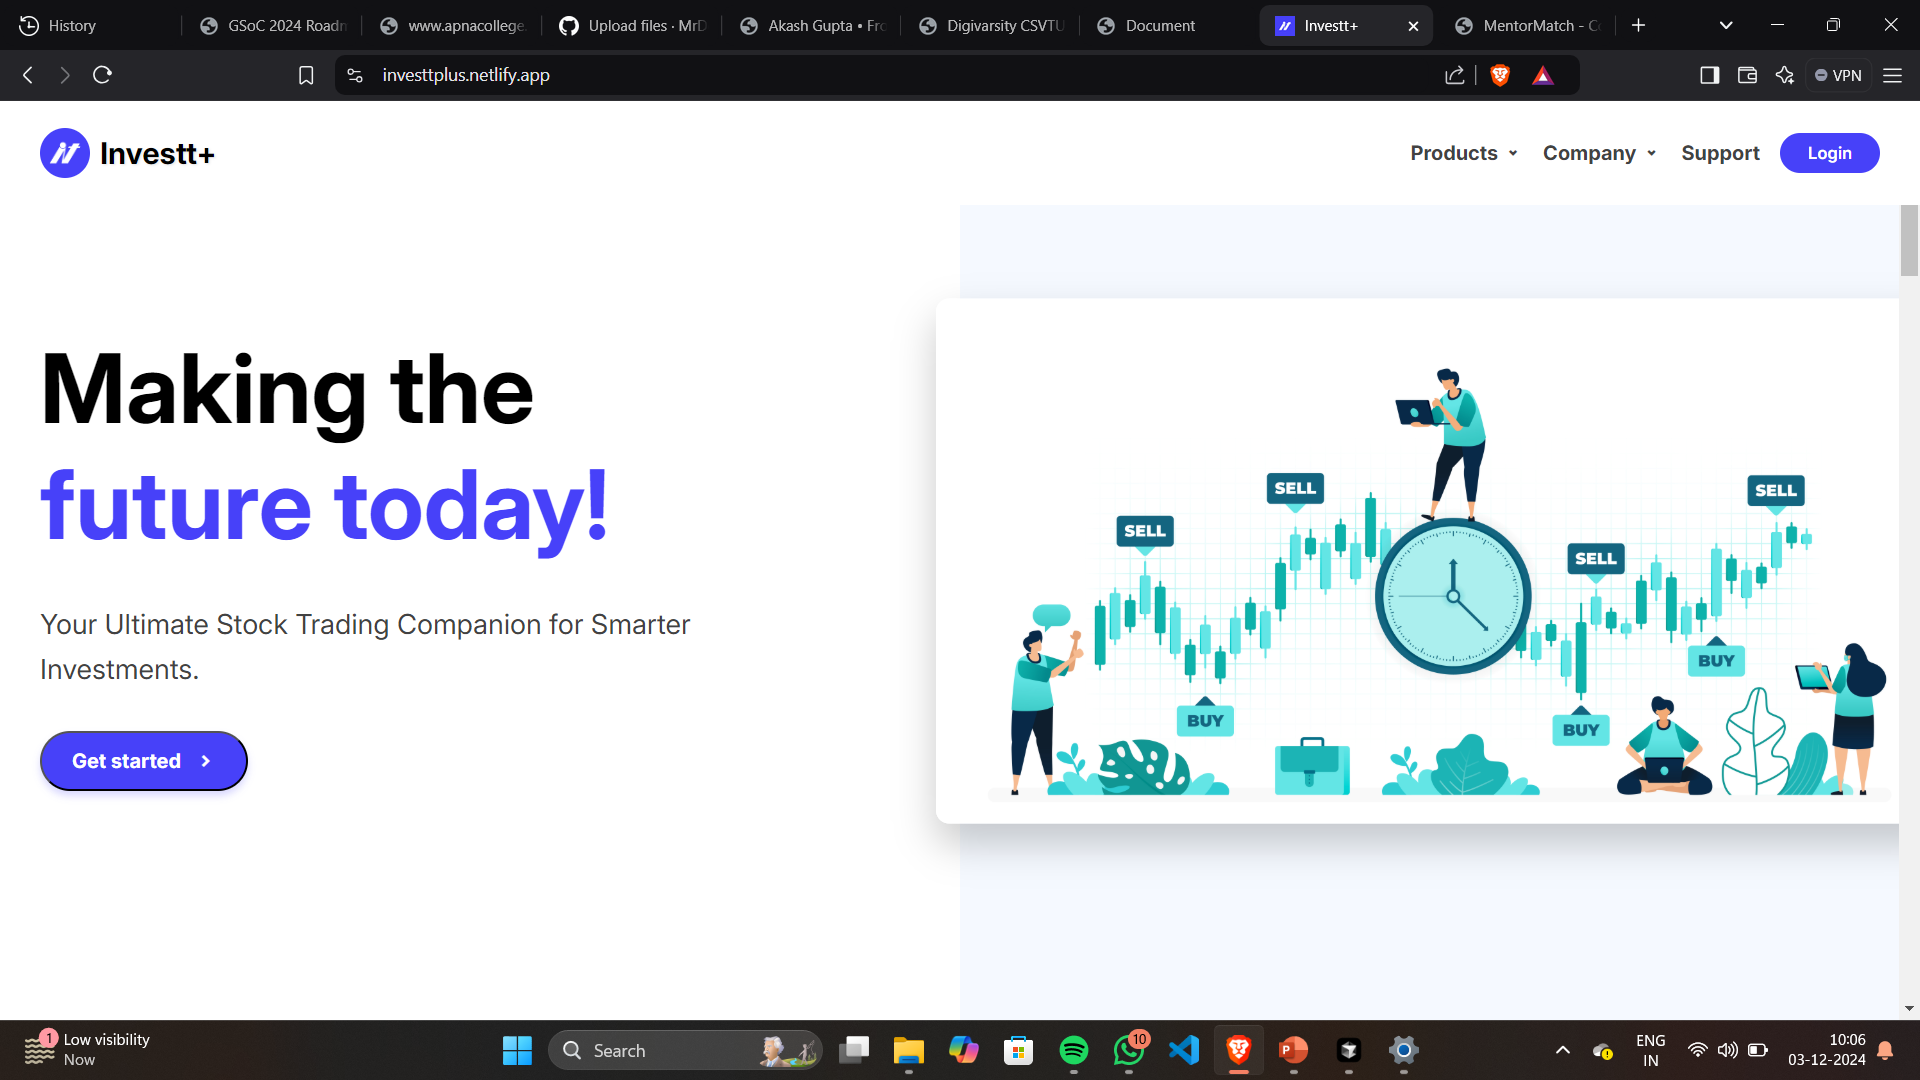 History
GSoC 2024 Roadn
www.apnacollege.
Upload files · MrD
Akash Gupta • Fro
Digivarsity CSVTU
Document
Investt+
MentorMatch - Co
investtplus.netlify.app
VPN
Investt+
Products
Company
Support
Login
Making the
future today!
Your Ultimate Stock Trading Companion for Smarter
Investments.
Get started
SELL
SELL
SELL
SELL
BUY
BUY
BUY
1
Low visibility
Now
Search
10
ENG
IN
10:06
03-12-2024